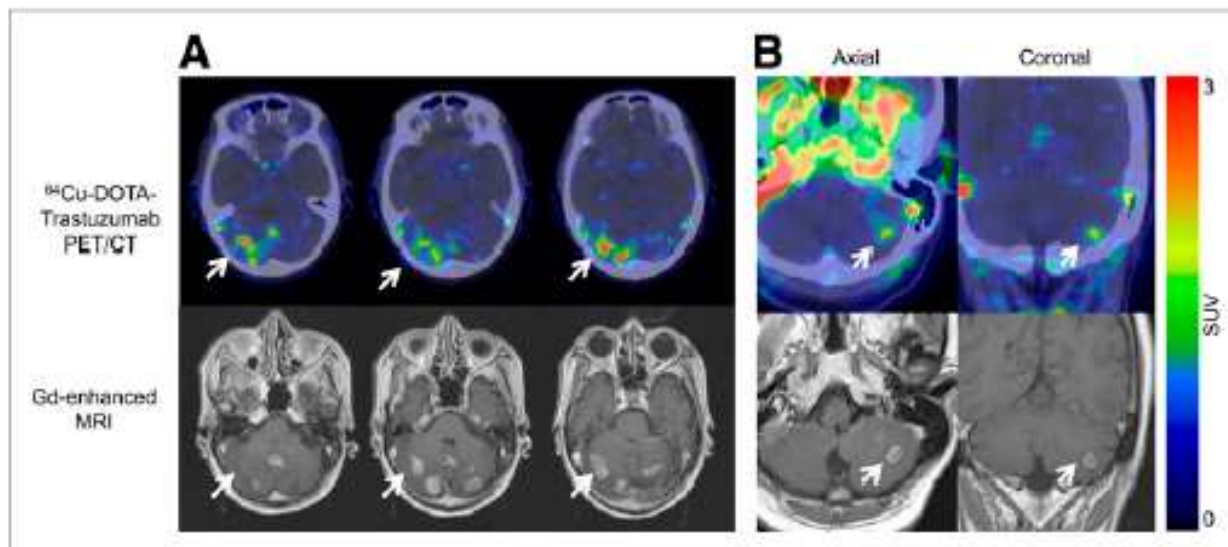 A
B
Axial
Coronal
⁶⁴Cu-DOTA-
Trastuzumab
PET/CT
Gd-enhanced
MRI
3
SUV
0